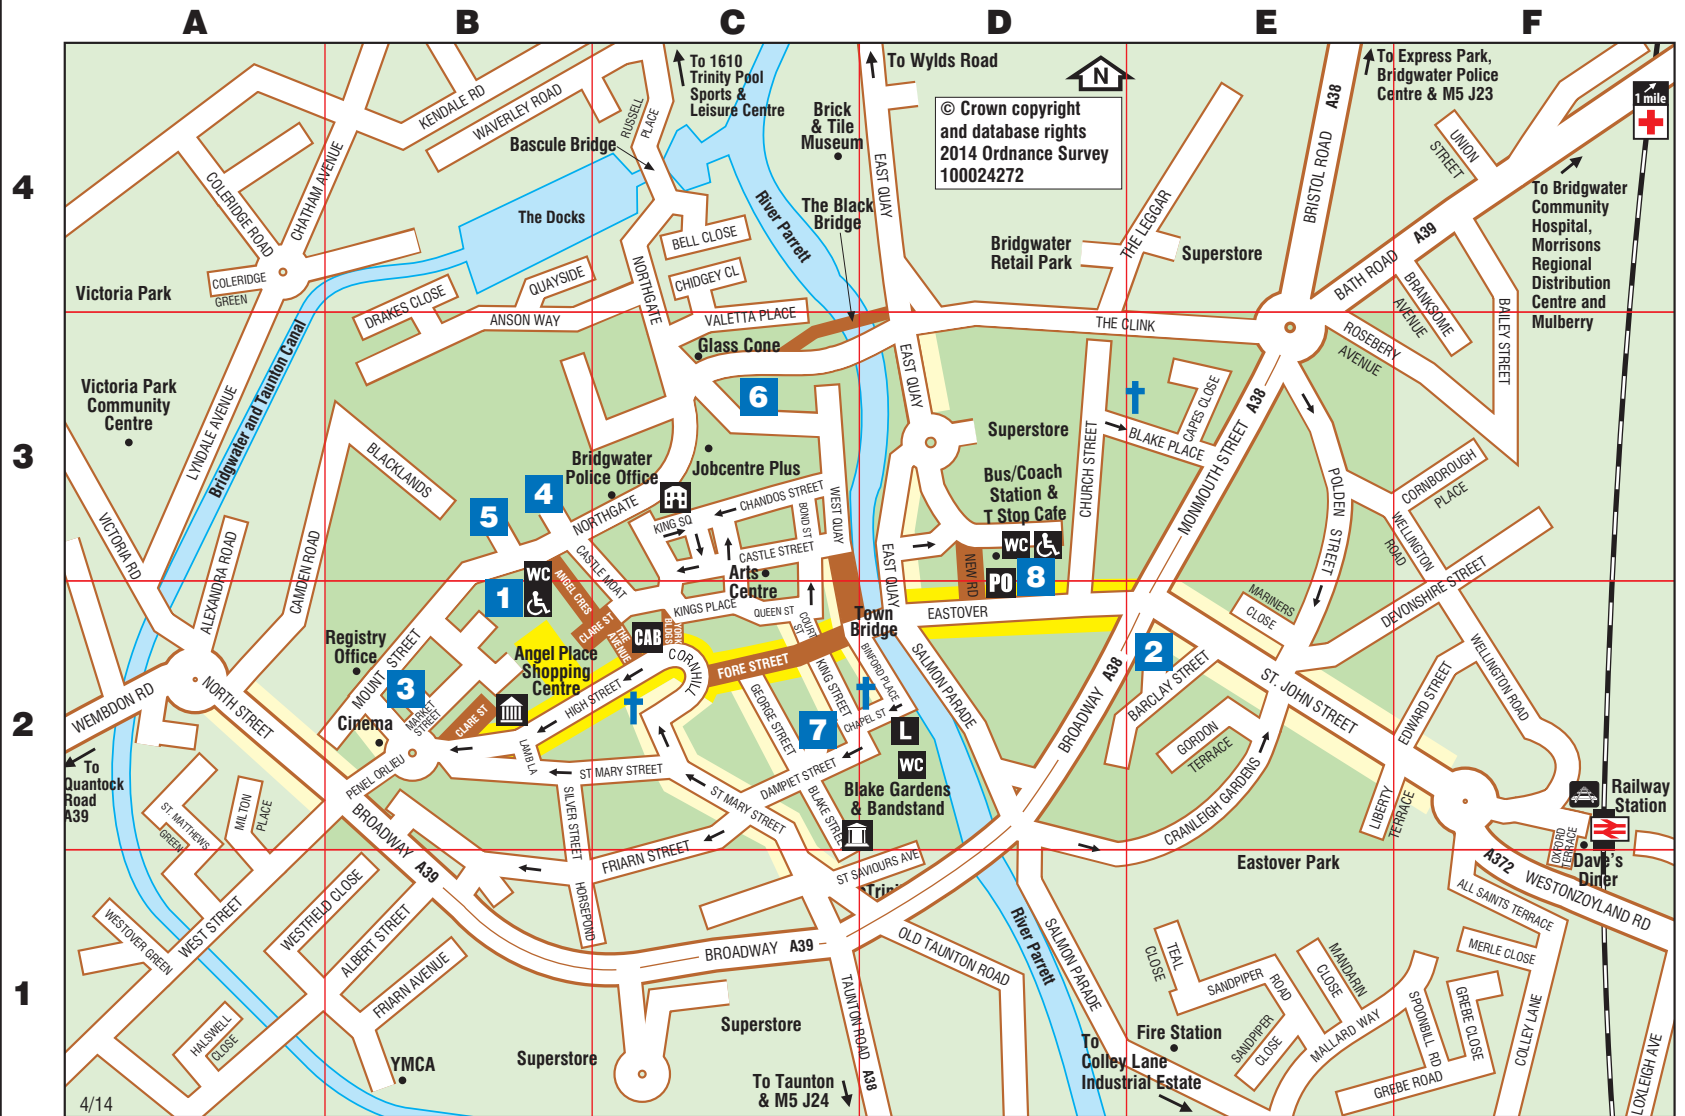 A
B
C
D
E
F
4
3
2
1
To 1610
Trinity Pool
Sports &
Leisure Centre
To Wylds Road
N
© Crown copyright
and database rights
2014 Ordnance Survey
100024272
To Express Park,
Bridgwater Police
Centre & M5 J23
1 mile
KENDALE RD
WAVERLEY ROAD
RUSSELL
PLACE
Bascule Bridge
Brick
& Tile
Museum
A38
BRISTOL ROAD
UNION
STREET
COLERIDGE ROAD
CHATHAM AVENUE
The Docks
River Parrett
The Black
Bridge
EAST QUAY
THE LEGGAR
Bridgwater
Retail Park
Superstore
A39
BATH ROAD
To Bridgwater
Community
Hospital,
Morrisons
Regional
Distribution
Centre and
Mulberry
BELL CLOSE
CHIDGEY CL
NORTHGATE
VALETTA PLACE
COLERIDGE
GREEN
Victoria Park
DRAKES CLOSE
QUAYSIDE
ANSON WAY
BRANKSOME
AVENUE
BAILEY STREET
THE CLINK
ROSEBERY
AVENUE
Glass Cone
Victoria Park
Community
Centre
LYNDALE AVENUE
Bridgwater and Taunton Canal
BLACKLANDS
6
EAST QUAY
Superstore
CAPES CLOSE
BLAKE PLACE
A38
MONMOUTH STREET
CHURCH STREET
Bridgwater
Police Office
Jobcentre Plus
Bus/Coach
Station &
T Stop Cafe
POLDEN
STREET
CORNBOROUGH
PLACE
WELLINGTON
ROAD
4
5
NORTHGATE
CHANDOS STREET
KING SQ
BOND ST
WEST QUAY
CASTLE STREET
Arts
Centre
CASTLE MOAT
EAST QUAY
NEW RD
WC
PO
8
VICTORIA RD
ALEXANDRA ROAD
CAMDEN ROAD
WC
1
ANGEL CRES
CLARE ST
THE
AVENUE
CAB
YORK
BLDGS
KINGS PLACE
QUEEN ST
COURT
ST
Town
Bridge
EASTOVER
MARINERS
CLOSE
DEVONSHIRE STREET
Registry
Office
MOUNT STREET
Angel Place
Shopping
Centre
CORNHILL
FORE STREET
HIGH STREET
KING STREET
BINFORD PLACE
SALMON PARADE
2
BARCLAY STREET
A38
BROADWAY
ST. JOHN STREET
WELLINGTON ROAD
EDWARD STREET
WEMBDON RD
NORTH STREET
3
MARKET
STREET
CLARE ST
Cinema
PENEL ORLIEU
LAMB LA
GEORGE STREET
7
CHAPEL ST
L
WC
GORDON
TERRACE
CRANLEIGH GARDENS
To
Quantock
Road
A39
ST MARY STREET
ST MARY STREET
DAMPIET STREET
BLAKE STREET
Blake Gardens
& Bandstand
LIBERTY
TERRACE
Railway
Station
ST. MATTHEWS
GREEN
MILTON
PLACE
BROADWAY
A39
SILVER STREET
FRIARN STREET
ST SAVIOURS AVE
Eastover Park
OXFORD
TERRACE
Dave's
Diner
A372
WESTONZOYLAND RD
WESTOVER GREEN
WEST STREET
WESTFIELD CLOSE
ALBERT STREET
HORSEPOND
BROADWAY A39
OLD TAUNTON ROAD
River Parrett
SALMON PARADE
ALL SAINTS TERRACE
MERLE CLOSE
FRIARN AVENUE
TEAL
CLOSE
SANDPIPER
ROAD
MANDARIN
CLOSE
SPOONBILL RD
GREBE CLOSE
COLLEY LANE
HALSWELL
CLOSE
YMCA
Superstore
Superstore
TAUNTON ROAD
A38
Fire Station
SANDPIPER
CLOSE
MALLARD WAY
GREBE ROAD
LOXLEIGH AVE
To
Colley Lane
Industrial Estate
To Taunton
& M5 J24
4/14